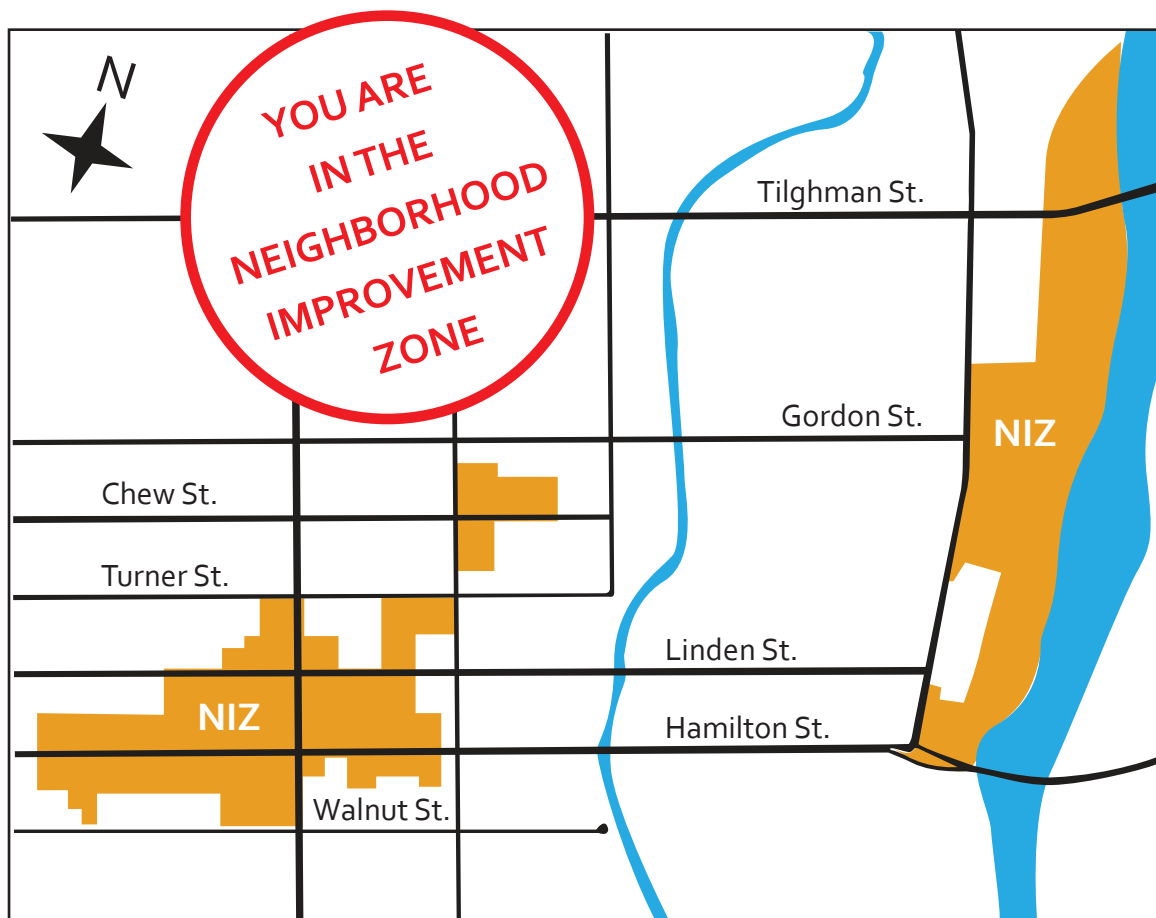 N
YOU ARE
IN THE
NEIGHBORHOOD
IMPROVEMENT
ZONE
Tilghman St.
Gordon St.
NIZ
Chew St.
Turner St.
Linden St.
NIZ
Hamilton St.
Walnut St.